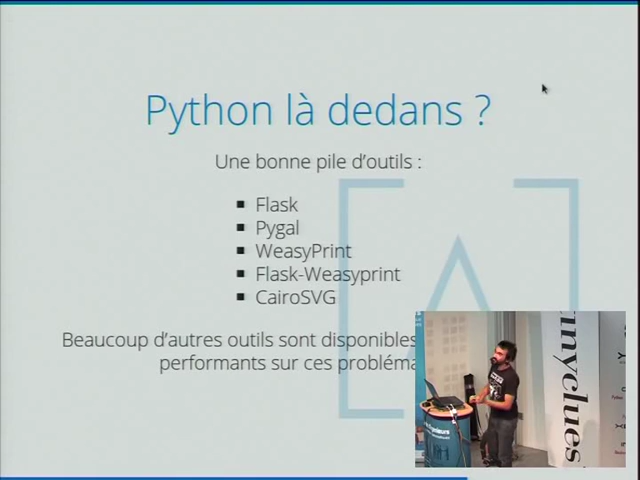 Python là dedans ?
Une bonne pile d'outils :
Flask
Pygal
WeasyPrint
Flask-Weasyprint
CairoSVG
Beaucoup d'autres outils sont disponibles
performants sur ces
nyclues